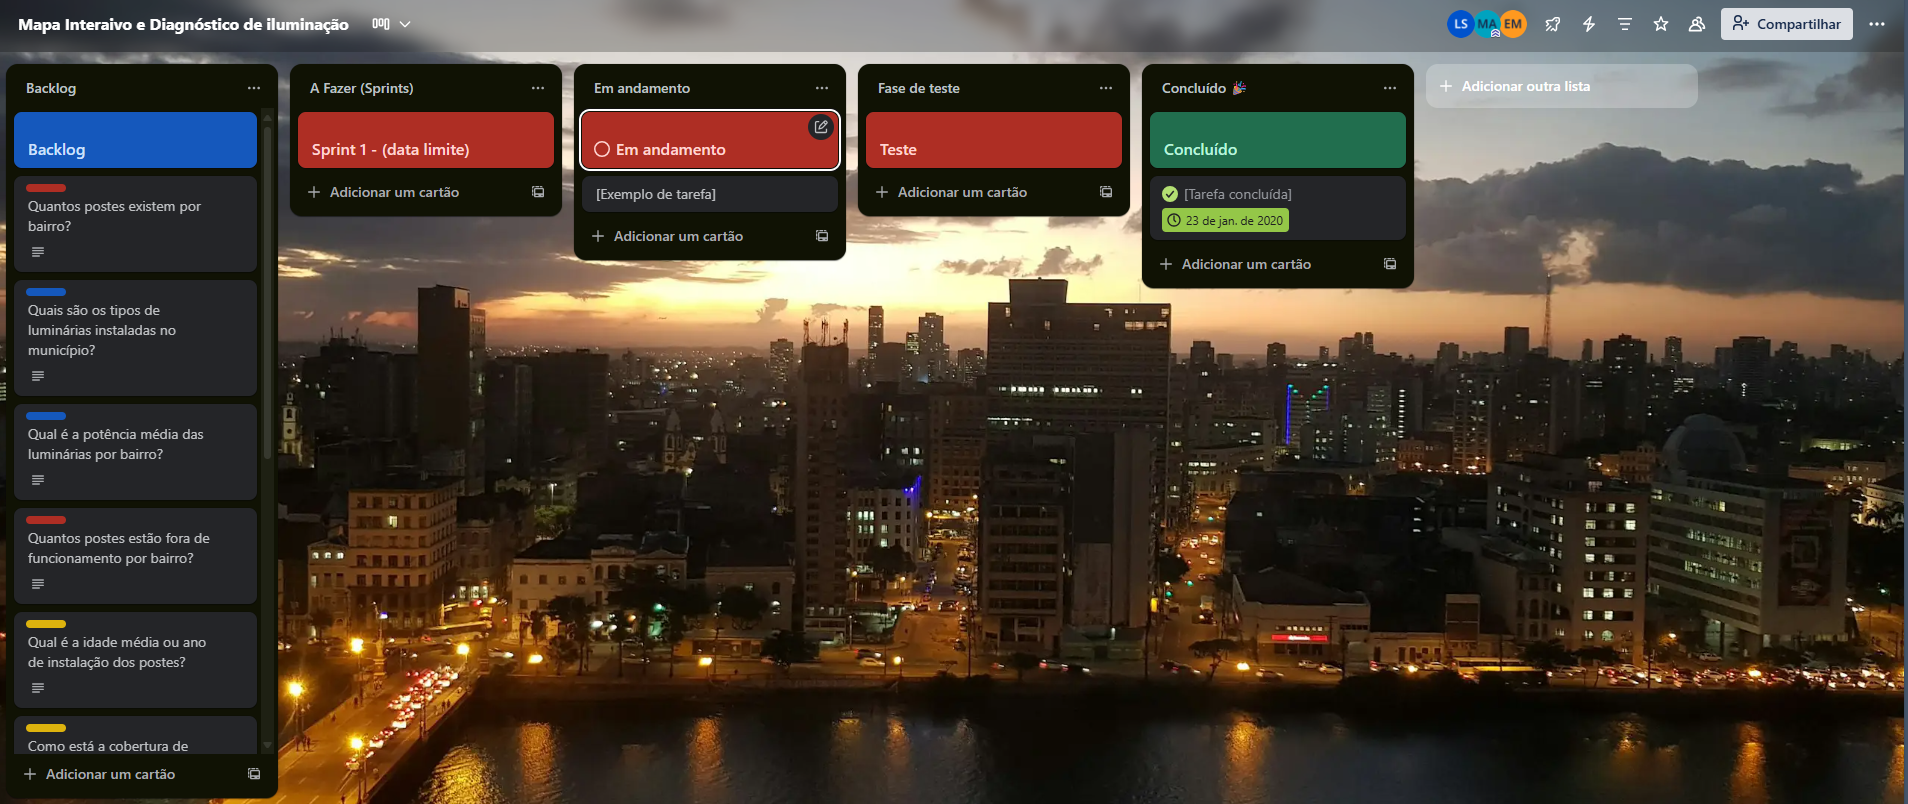 Mapa Interaivo e Diagnóstico de iluminação
LS MA EM
Compartilhar
Backlog
Backlog
Quantos postes existem por
bairro?
Quais são os tipos de
luminárias instaladas no
município?
Qual é a potência média das
luminárias por bairro?
Quantos postes estão fora de
funcionamento por bairro?
Qual é a idade média ou ano
de instalação dos postes?
Como está a cobertura de
Adicionar um cartão
A Fazer (Sprints)
Sprint 1 - (data limite)
Adicionar um cartão
Em andamento
Em andamento
[Exemplo de tarefa]
Adicionar um cartão
Fase de teste
Teste
Adicionar um cartão
Concluído 🎉
Concluído
[Tarefa concluída]
23 de jan. de 2020
Adicionar um cartão
Adicionar outra lista